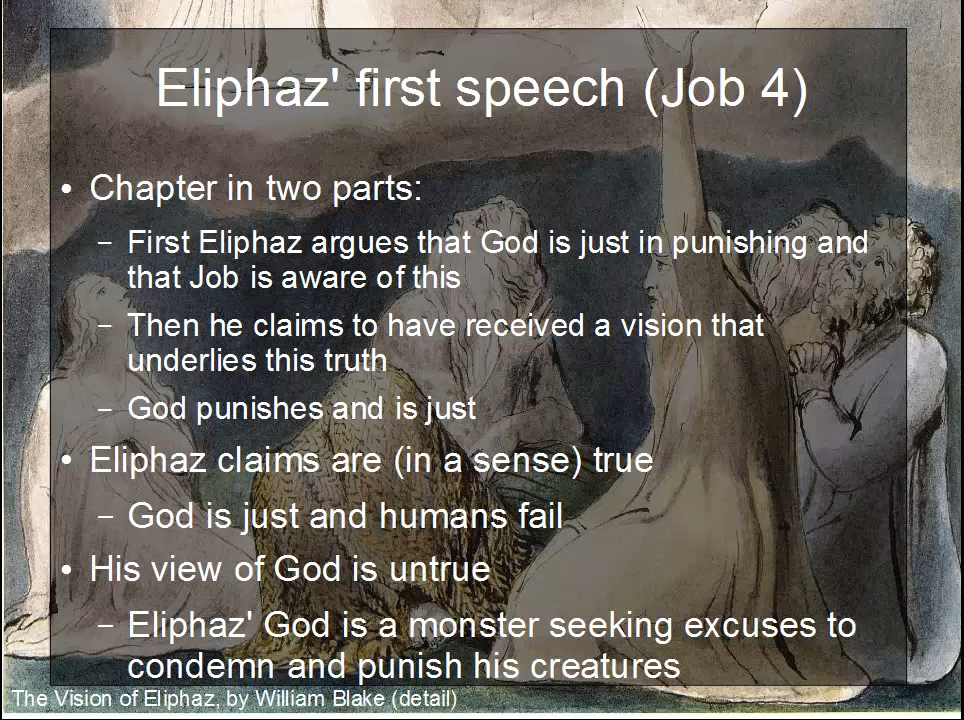 Eliphaz' first speech (Job 4)
• Chapter in two parts:
– First Eliphaz argues that God is just in punishing and
that Job is aware of this
– Then he claims to have received a vision that
underlies this truth
– God punishes and is just
• Eliphaz claims are (in a sense) true
– God is just and humans fail
• His view of God is untrue
– Eliphaz' God is a monster seeking excuses to
condemn and punish his creatures
The Vision of Eliphaz, by William Blake (detail)